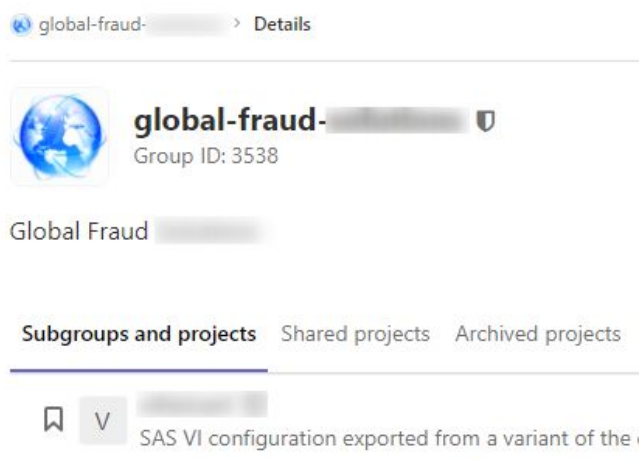 global-fraud- > Details
global-fraud-
Group ID: 3538
Global Fraud
Subgroups and projects Shared projects Archived projects
V
SAS VI configuration exported from a variant of the